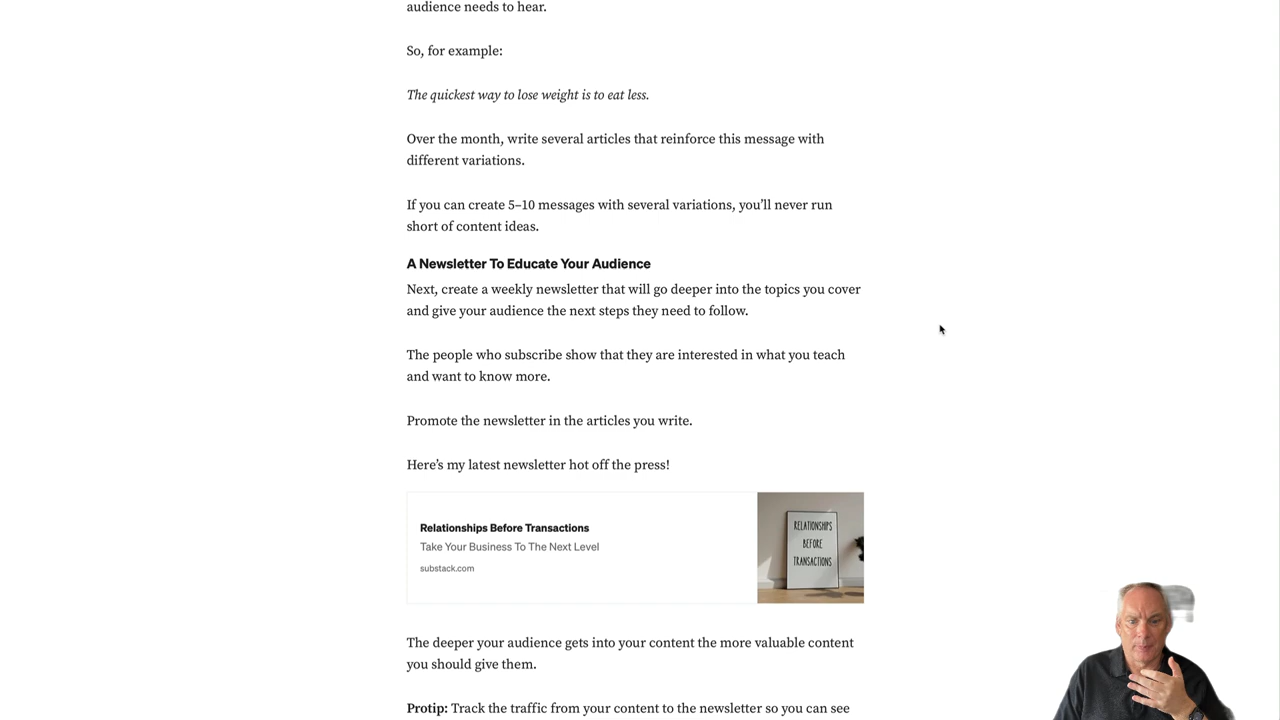 audience needs to hear.
So, for example:
The quickest way to lose weight is to eat less.
Over the month, write several articles that reinforce this message with
different variations.
If you can create 5–10 messages with several variations, you’ll never run
short of content ideas.
A Newsletter To Educate Your Audience
Next, create a weekly newsletter that will go deeper into the topics you cover
and give your audience the next steps they need to follow.
The people who subscribe show that they are interested in what you teach
and want to know more.
Promote the newsletter in the articles you write.
Here’s my latest newsletter hot off the press!
Relationships Before Transactions
Take Your Business To The Next Level
substack.com
RELATIONSHIPS
BEFORE
TRANSACTIONS
The deeper your audience gets into your content the more valuable content
you should give them.
Protip: Track the traffic from your content to the newsletter so you can see